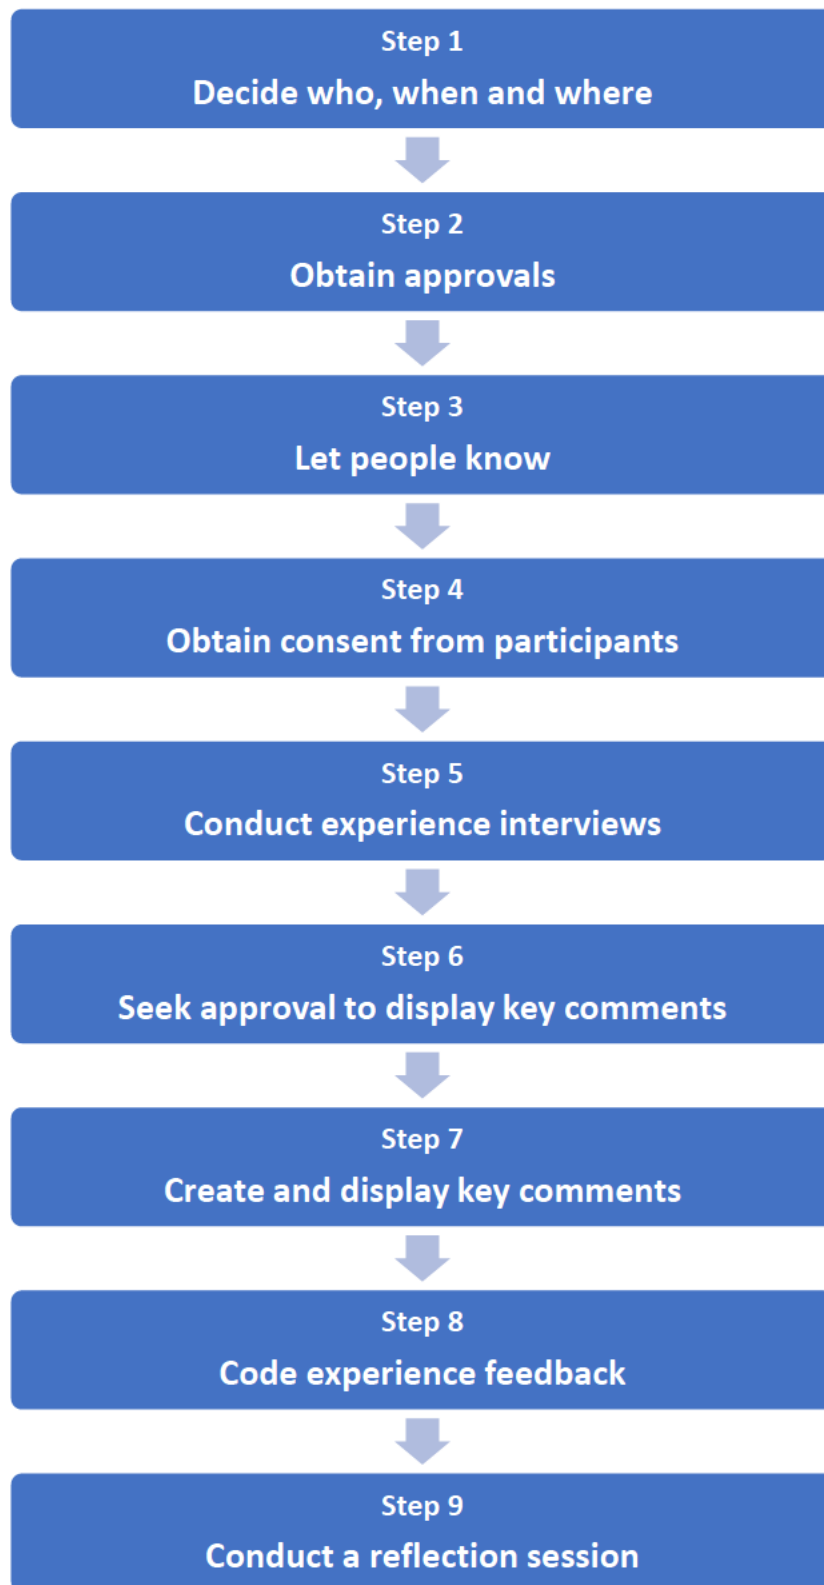 Step 1
Decide who, when and where
Step 2
Obtain approvals
Step 3
Let people know
Step 4
Obtain consent from participants
Step 5
Conduct experience interviews
Step 6
Seek approval to display key comments
Step 7
Create and display key comments
Step 8
Code experience feedback
Step 9
Conduct a reflection session